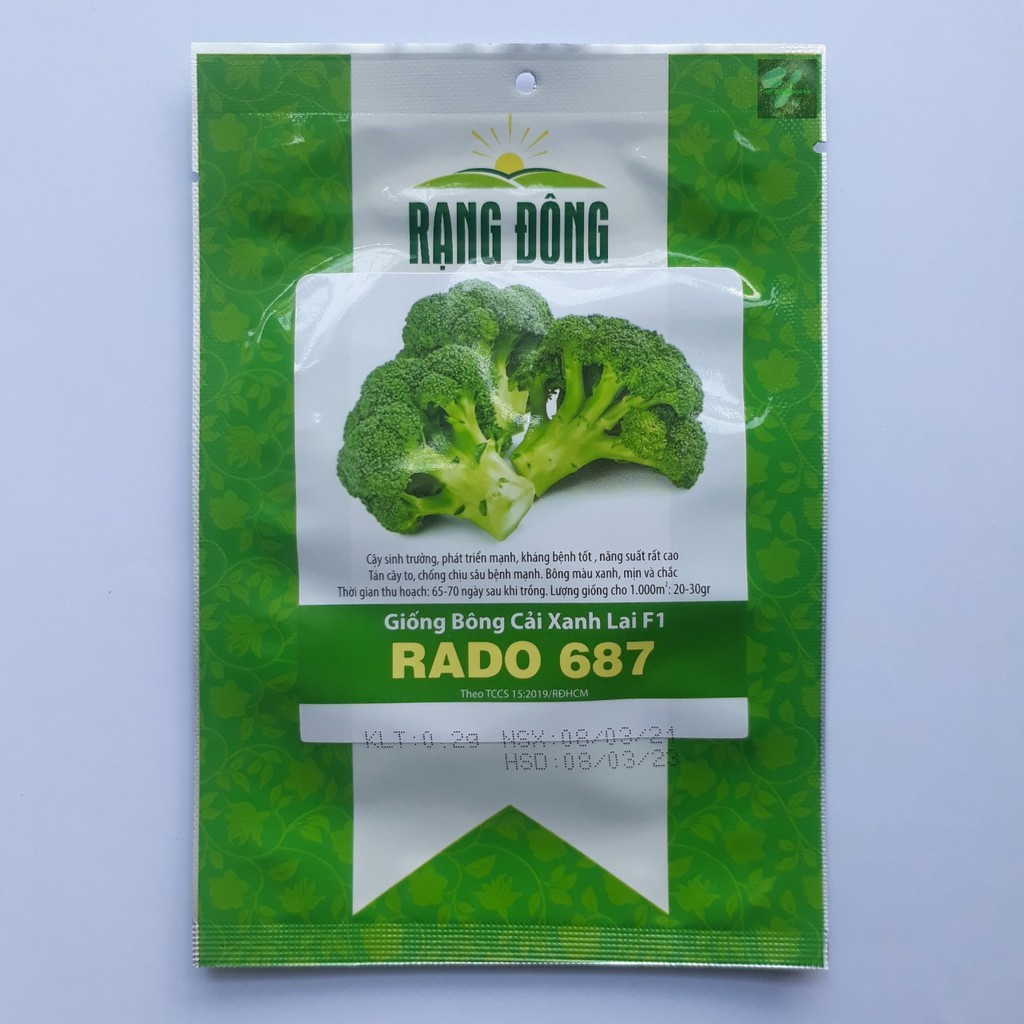 RẠNG ĐÔNG
Cây sinh trưởng, phát triển mạnh, kháng bệnh tốt , năng suất rất cao
Tán cây to, chống chịu sâu bệnh mạnh. Bông màu xanh, mịn và chắc
Thời gian thu hoạch: 65-70 ngày sau khi trồng. Lượng giống cho 1.000m²: 20-30gr
Giống Bông Cải Xanh Lai F1
RADO 687
Theo TCCS 15:2019/RĐHCM
KLT:0.2g NSX:08/03/21
HSD:08/03/23